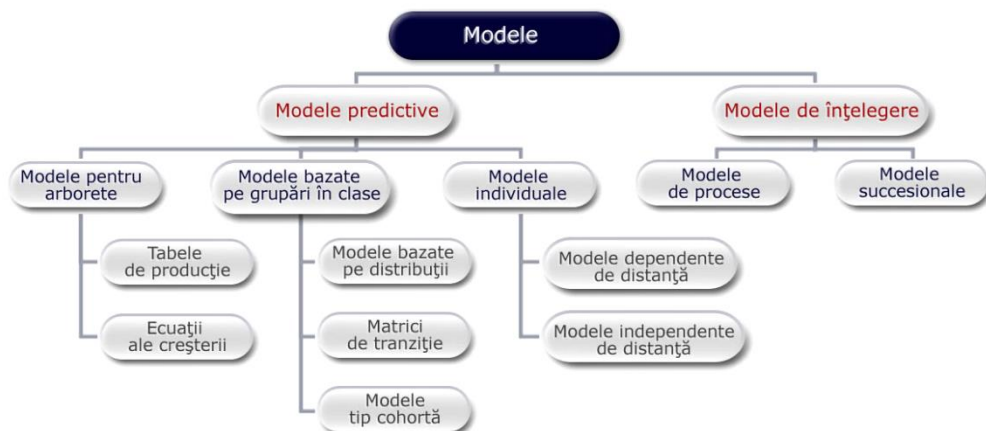 Modele
Modele predictive
Modele de înţelegere
Modele pentru
arborete
Modele bazate
pe grupări în clase
Modele
individuale
Modele
de procese
Modele
succesionale
Tabele
de producţie
Modele bazate
pe distribuţii
Modele dependente
de distanţă
Ecuaţii
ale creşterii
Matrici
de tranziţie
Modele independente
de distanţă
Modele
tip cohortă